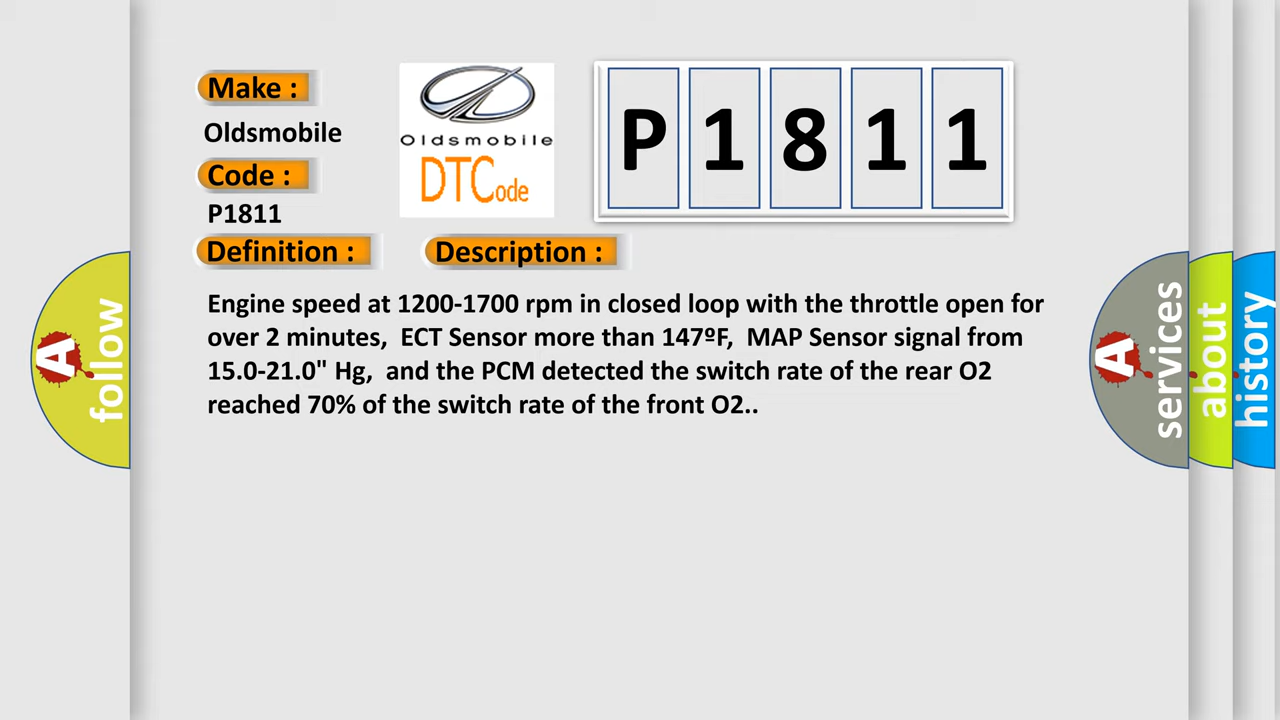 Make :
Oldsmobile
Code :
P1811
Oldsmobile
DTCode
P 1 8 1 1
Definition :
Description :
Engine speed at 1200-1700 rpm in closed loop with the throttle open for
over 2 minutes,  ECT Sensor more than 147ºF,  MAP Sensor signal from
15.0-21.0" Hg,  and the PCM detected the switch rate of the rear O2
reached 70% of the switch rate of the front O2..
A follow
A services
about
history